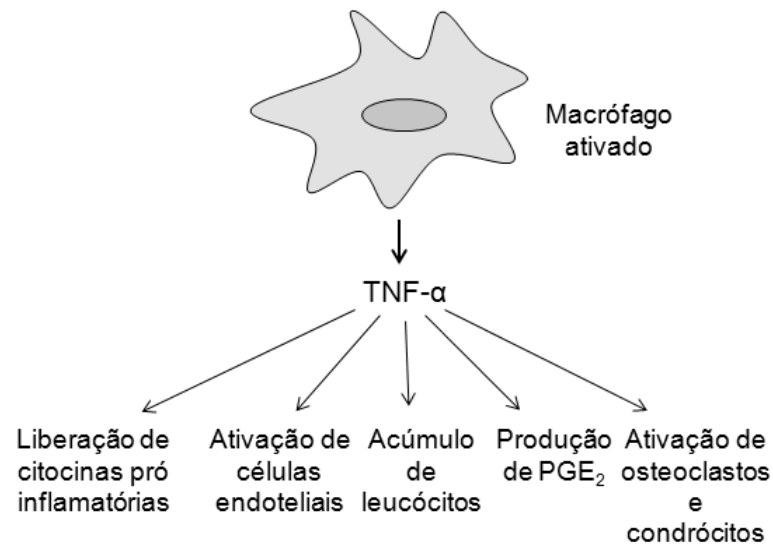 Macrófago
ativado
TNF-α
Liberação de
citocinas pró
inflamatórias
Ativação de
células
endoteliais
Acúmulo
de
leucócitos
Produção
de PGE₂
Ativação de
osteoclastos
e
condrócitos